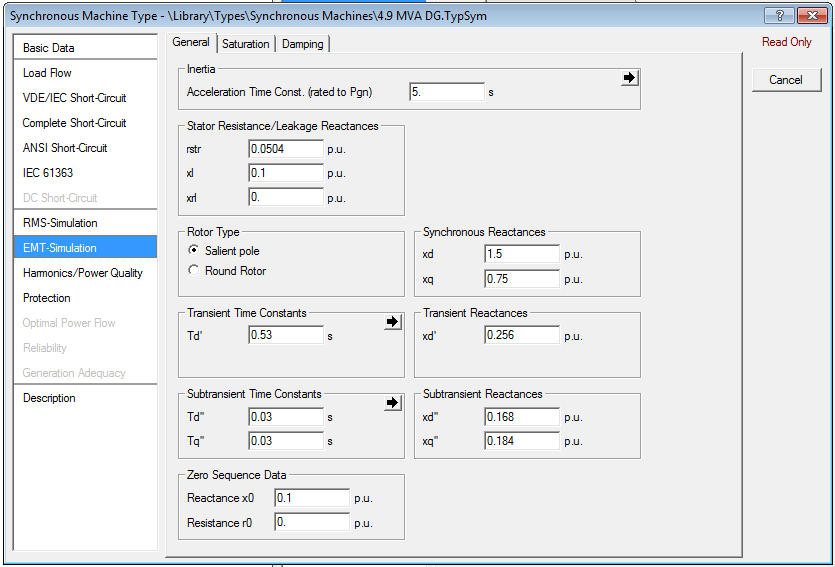 Synchronous Machine Type - \Library\Types\Synchronous Machines\4.9 MVA DG.TypSym
?
Basic Data
Load Flow
VDE/IEC Short-Circuit
Complete Short-Circuit
ANSI Short-Circuit
IEC 61363
DC Short-Circuit
RMS-Simulation
EMT-Simulation
Harmonics/Power Quality
Protection
Optimal Power Flow
Reliability
Generation Adequacy
Description
General Saturation Damping
Inertia
Acceleration Time Const. (rated to Pgn) 5. s
Stator Resistance/Leakage Reactances
rstr 0.0504 p.u.
xl 0.1 p.u.
xrl 0. p.u.
Rotor Type
Salient pole
Round Rotor
Synchronous Reactances
xd 1.5 p.u.
xq 0.75 p.u.
Transient Time Constants
Td' 0.53 s
Transient Reactances
xd' 0.256 p.u.
Subtransient Time Constants
Td" 0.03 s
Tq" 0.03 s
Subtransient Reactances
xd" 0.168 p.u.
xq" 0.184 p.u.
Zero Sequence Data
Reactance x0 0.1 p.u.
Resistance r0 0. p.u.
Read Only
Cancel